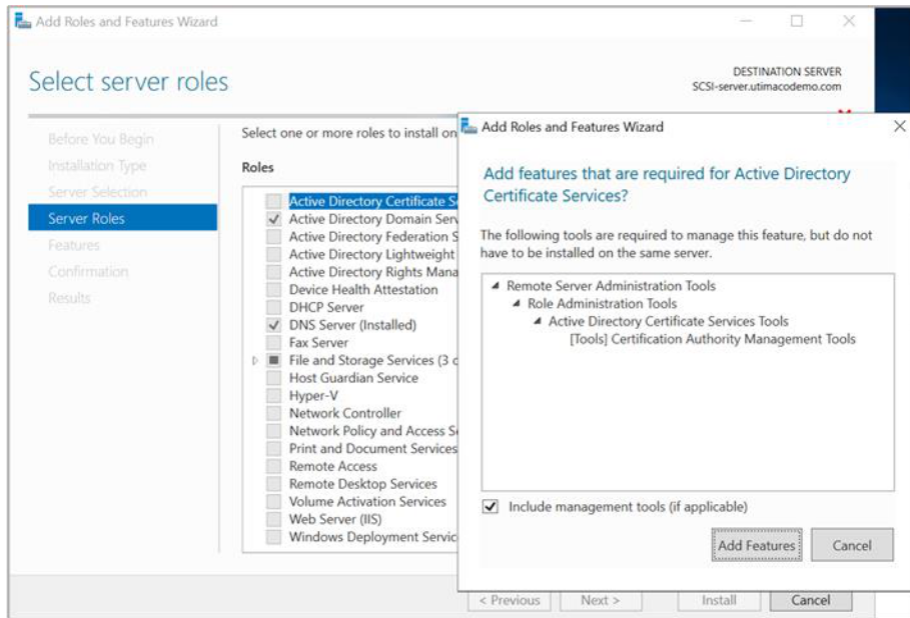 Add Roles and Features Wizard
Select server roles
DESTINATION SERVER
SCSI-server.utimacodemo.com
Before You Begin
Installation Type
Server Selection
Server Roles
Features
Confirmation
Results
Select one or more roles to install on
Roles
Active Directory Certificate S
Active Directory Domain Serv
Active Directory Federation S
Active Directory Lightweight
Active Directory Rights Mana
Device Health Attestation
DHCP Server
DNS Server (Installed)
Fax Server
File and Storage Services (3 o
Host Guardian Service
Hyper-V
Network Controller
Network Policy and Access S
Print and Document Services
Remote Access
Remote Desktop Services
Volume Activation Services
Web Server (IIS)
Windows Deployment Servic
Add Roles and Features Wizard
Add features that are required for Active Directory
Certificate Services?
The following tools are required to manage this feature, but do not
have to be installed on the same server.
Remote Server Administration Tools
Role Administration Tools
Active Directory Certificate Services Tools
[Tools] Certification Authority Management Tools
Include management tools (if applicable)
Add Features
Cancel
< Previous
Next >
Install
Cancel